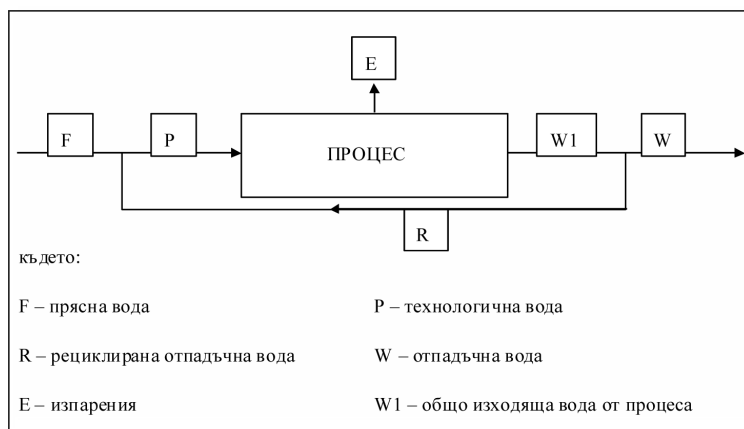 E
F P ПРОЦЕС W1 W
R
където:
F – прясна вода P – технологична вода
R – рециклирана отпадъчна вода W – отпадъчна вода
E – изпарения W1 – общо изходяща вода от процеса